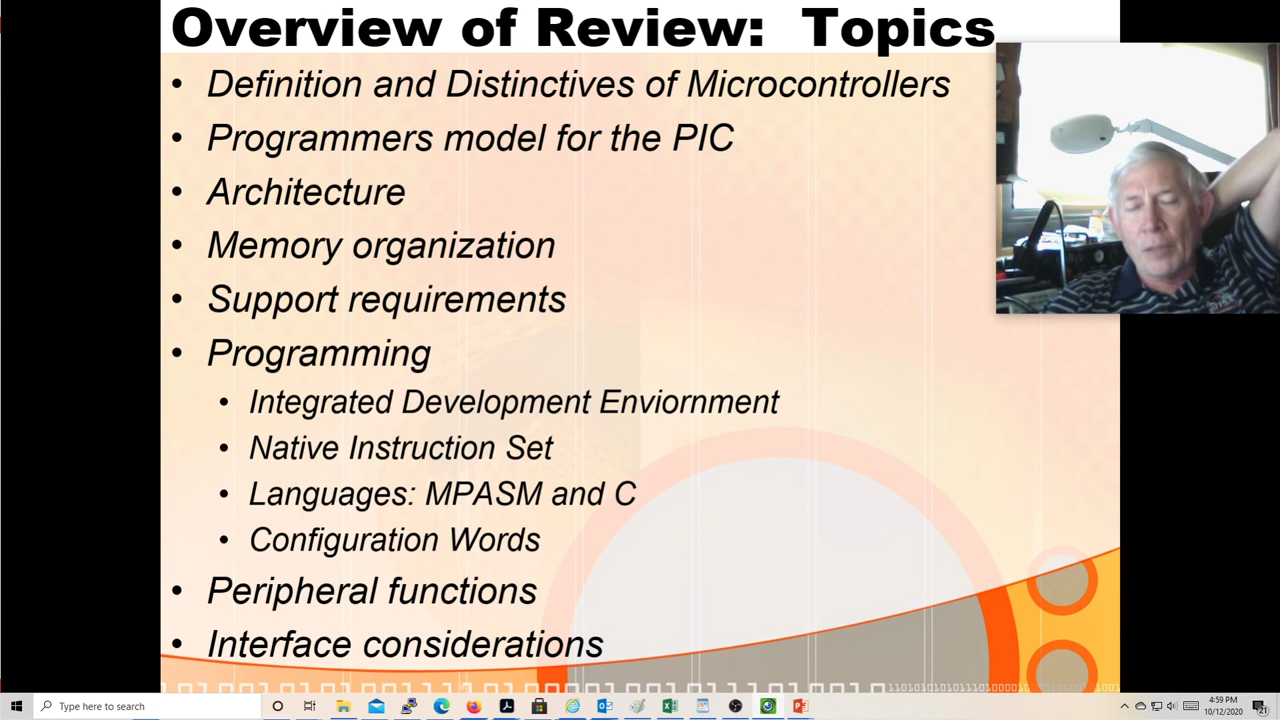 Overview of Review: Topics
• Definition and Distinctives of Microcontrollers
• Programmers model for the PIC
• Architecture
• Memory organization
• Support requirements
• Programming
• Integrated Development Enviornment
• Native Instruction Set
• Languages: MPASM and C
• Configuration Words
• Peripheral functions
• Interface considerations
Type here to search
4:59 PM
10/12/2020
21